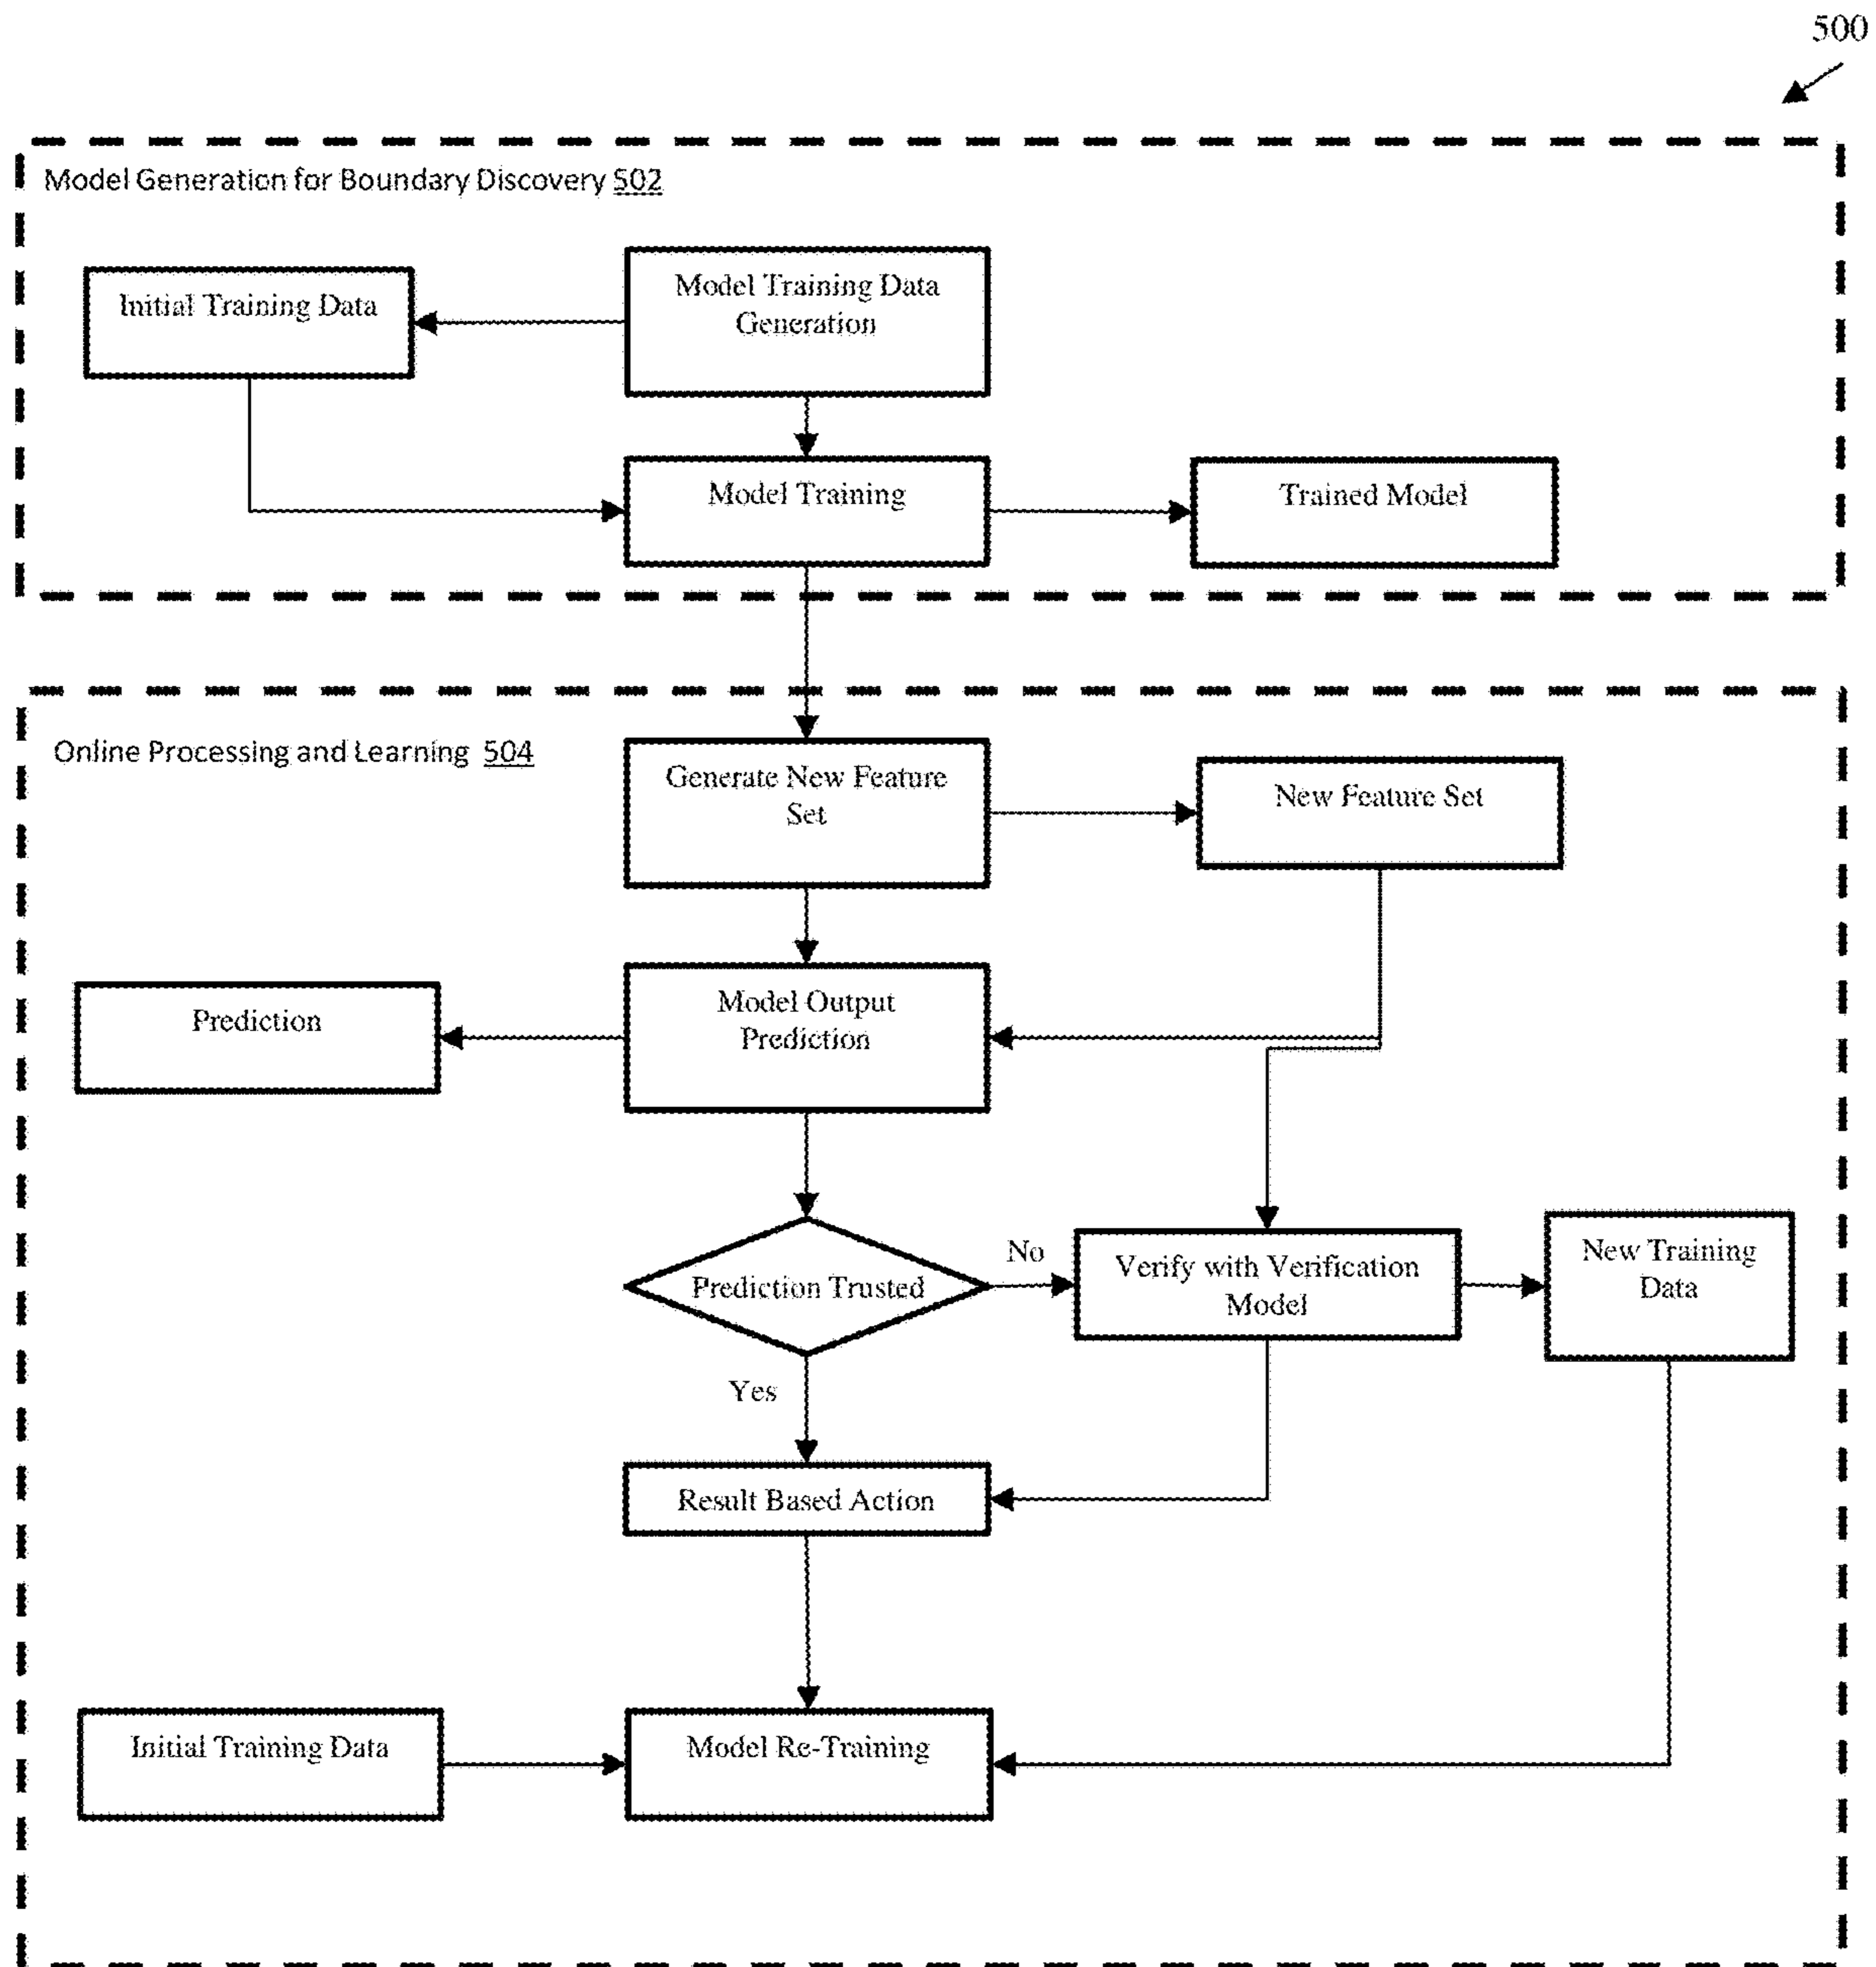 500
Model Generation for Boundary Discovery 502
Initial Training Data
Model Training Data
Generation
Model Training
Trained Model
Online Processing and Learning 504
Generate New Feature
Set
New Feature Set
Prediction
Model Output
Prediction
Prediction Trusted
No
Verify with Verification
Model
New Training
Data
Yes
Result Based Action
Initial Training Data
Model Re-Training